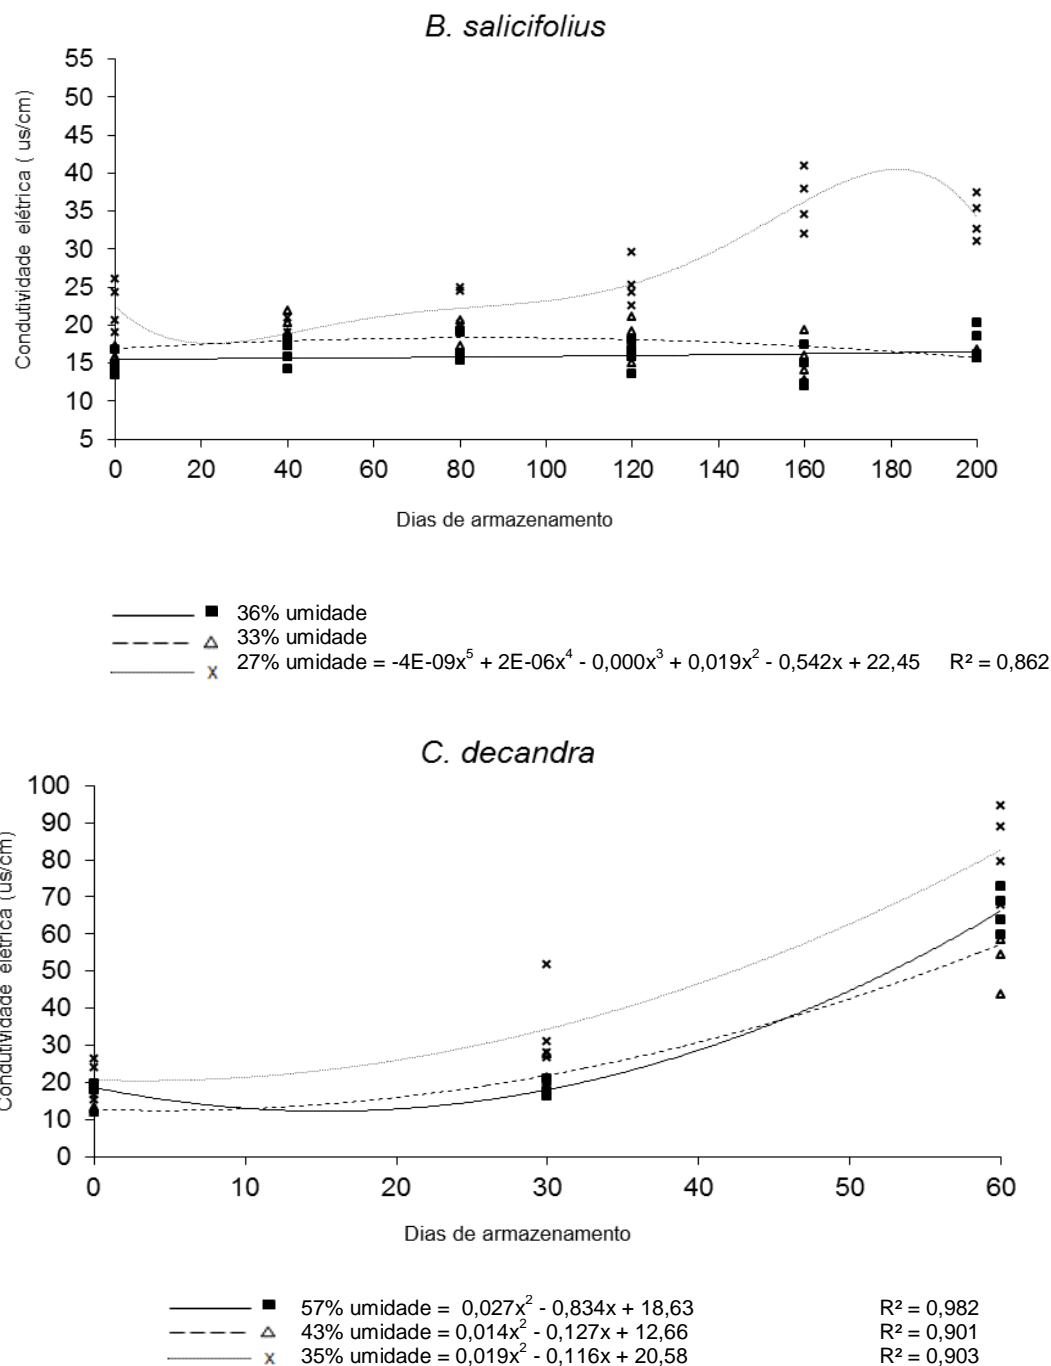 B. salicifolius
Condutividade elétrica ( us/cm)
55
50
45
40
35
30
25
20
15
10
5
0 20 40 60 80 100 120 140 160 180 200
Dias de armazenamento
36% umidade
33% umidade
27% umidade = -4E-09x⁵ + 2E-06x⁴ - 0,000x³ + 0,019x² - 0,542x + 22,45 R² = 0,862
C. decandra
Condutividade elétrica (us/cm)
100
90
80
70
60
50
40
30
20
10
0
0 10 20 30 40 50 60
Dias de armazenamento
57% umidade = 0,027x² - 0,834x + 18,63 R² = 0,982
43% umidade = 0,014x² - 0,127x + 12,66 R² = 0,901
35% umidade = 0,019x² - 0,116x + 20,58 R² = 0,903